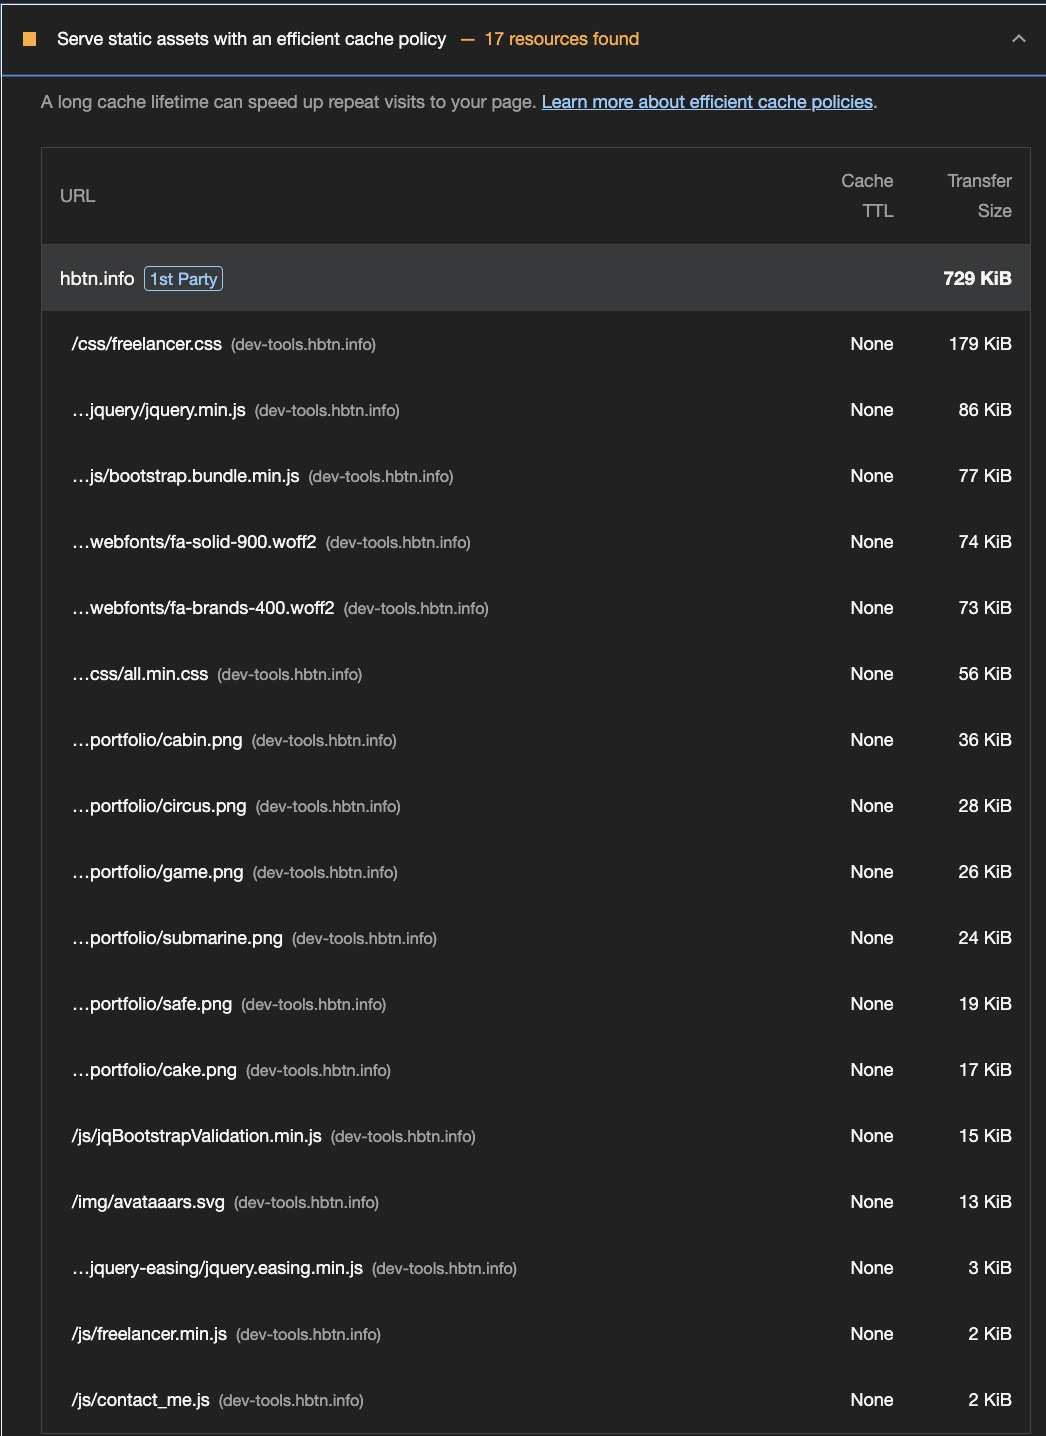 Serve static assets with an efficient cache policy — 17 resources found
A long cache lifetime can speed up repeat visits to your page. Learn more about efficient cache policies.
URL Cache TTL Transfer Size
hbtn.info 1st Party 729 KiB
/css/freelancer.css (dev-tools.hbtn.info) None 179 KiB
…jquery/jquery.min.js (dev-tools.hbtn.info) None 86 KiB
…js/bootstrap.bundle.min.js (dev-tools.hbtn.info) None 77 KiB
…webfonts/fa-solid-900.woff2 (dev-tools.hbtn.info) None 74 KiB
…webfonts/fa-brands-400.woff2 (dev-tools.hbtn.info) None 73 KiB
…css/all.min.css (dev-tools.hbtn.info) None 56 KiB
…portfolio/cabin.png (dev-tools.hbtn.info) None 36 KiB
…portfolio/circus.png (dev-tools.hbtn.info) None 28 KiB
…portfolio/game.png (dev-tools.hbtn.info) None 26 KiB
…portfolio/submarine.png (dev-tools.hbtn.info) None 24 KiB
…portfolio/safe.png (dev-tools.hbtn.info) None 19 KiB
…portfolio/cake.png (dev-tools.hbtn.info) None 17 KiB
/js/jqBootstrapValidation.min.js (dev-tools.hbtn.info) None 15 KiB
/img/avataaars.svg (dev-tools.hbtn.info) None 13 KiB
…jquery-easing/jquery.easing.min.js (dev-tools.hbtn.info) None 3 KiB
/js/freelancer.min.js (dev-tools.hbtn.info) None 2 KiB
/js/contact_me.js (dev-tools.hbtn.info) None 2 KiB